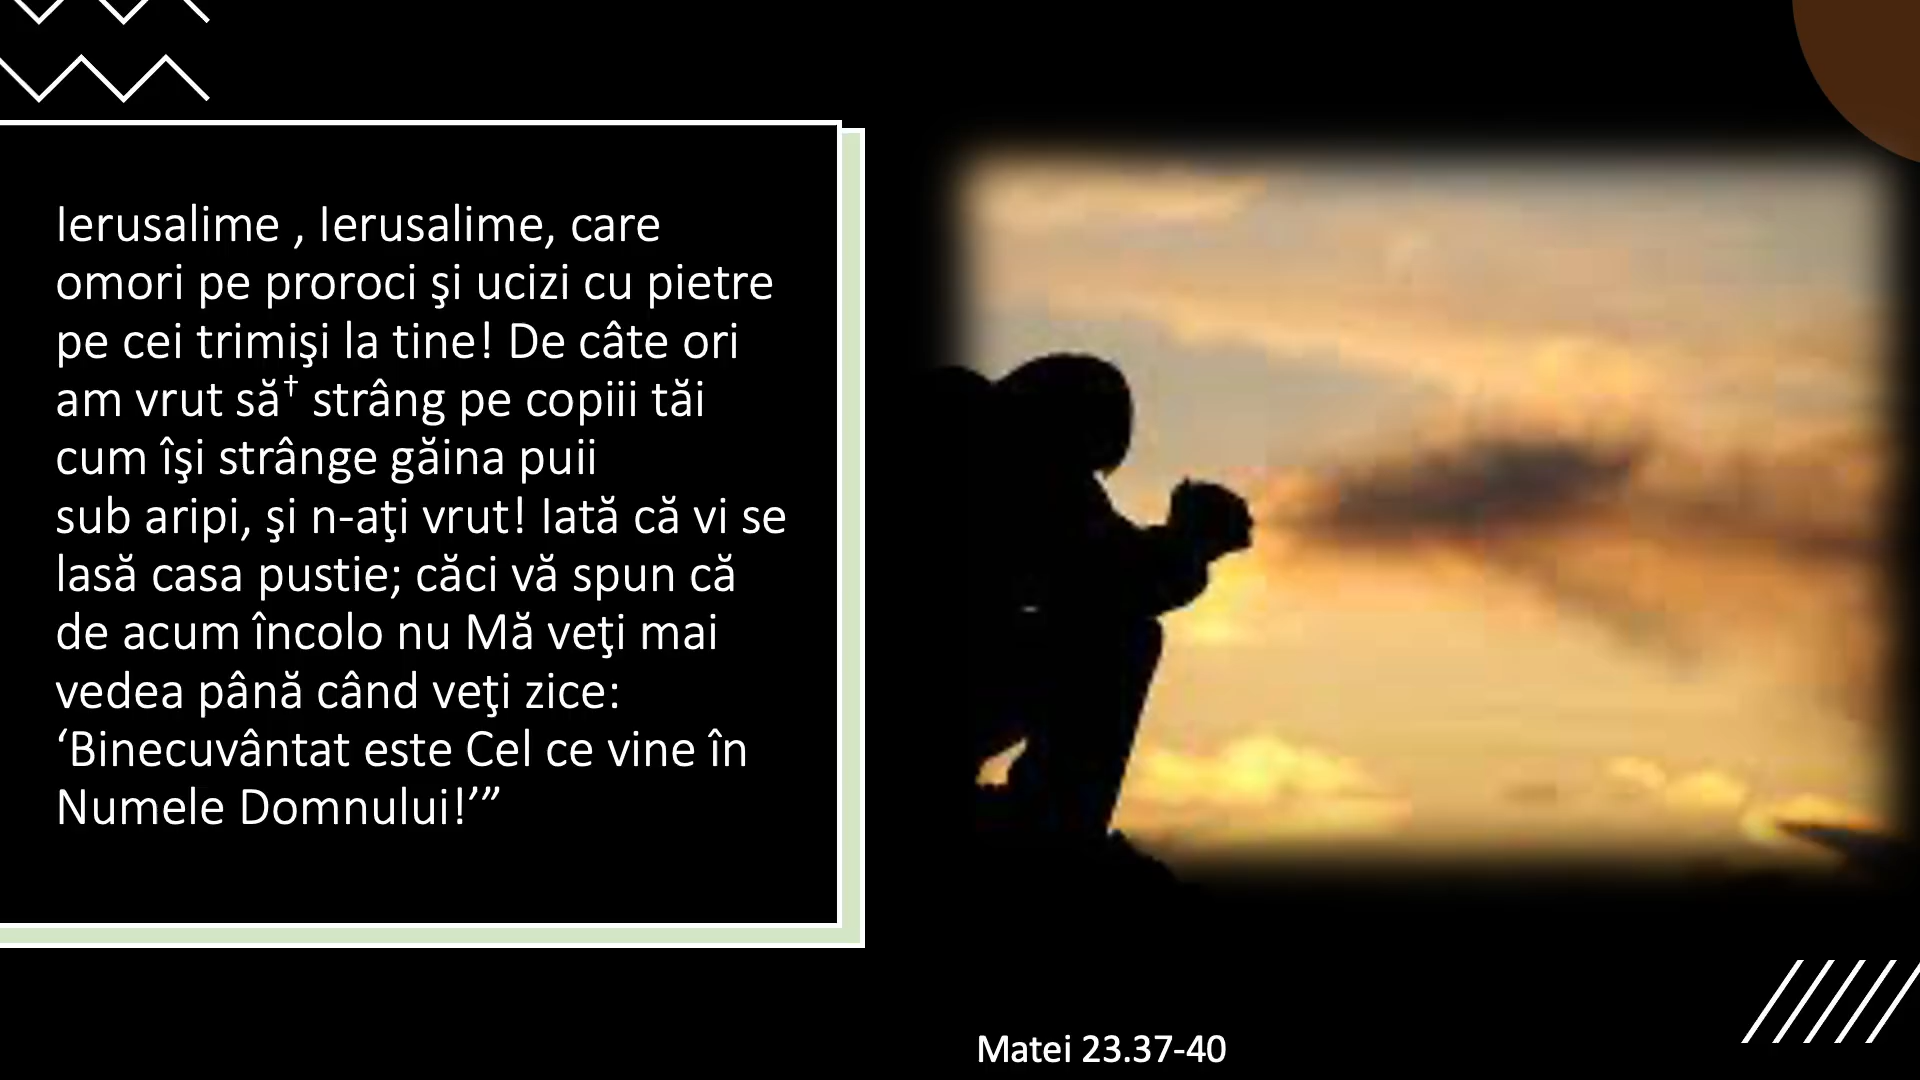 Ierusalime , Ierusalime, care
omori pe proroci şi ucizi cu pietre
pe cei trimişi la tine! De câte ori
am vrut să† strâng pe copiii tăi
cum îşi strânge găina puii
sub aripi, şi n-aţi vrut! Iată că vi se
lasă casa pustie; căci vă spun că
de acum încolo nu Mă veţi mai
vedea până când veţi zice:
‘Binecuvântat este Cel ce vine în
Numele Domnului!’”
Matei 23.37-40